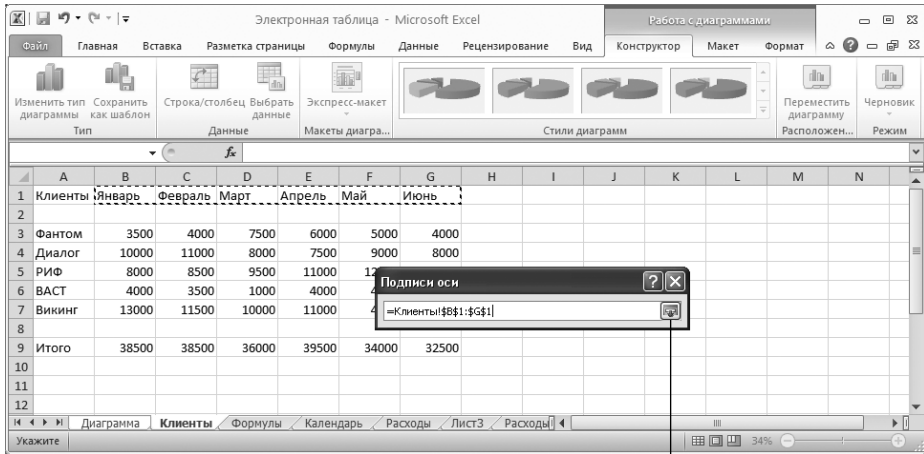 Электронная таблица - Microsoft Excel Работа с диаграммами
Файл Главная Вставка Разметка страницы Формулы Данные Рецензирование Вид Конструктор Макет Формат
Изменить тип диаграммы Сохранить как шаблон Строка/столбец Выбрать данные Экспресс-макет Переместить диаграмму Черновик
Тип Данные Макеты диагра... Стили диаграмм Расположен... Режим
fx
A B C D E F G H I J K L M N
1 Клиенты Январь Февраль Март Апрель Май Июнь
2
3 Фантом 3500 4000 7500 6000 5000 4000
4 Диалог 10000 11000 8000 7500 9000 8000
5 РИФ 8000 8500 9500 11000
6 ВАСТ 4000 3500 1000 4000
7 Викинг 13000 11500 10000 11000
Подписи оси
=Клиенты!$B$1:$G$1
8
9 Итого 38500 38500 36000 39500 34000 32500
10
11
12
Диаграмма Клиенты Формулы Календарь Расходы Лист3 Расходы
Укажите 34%